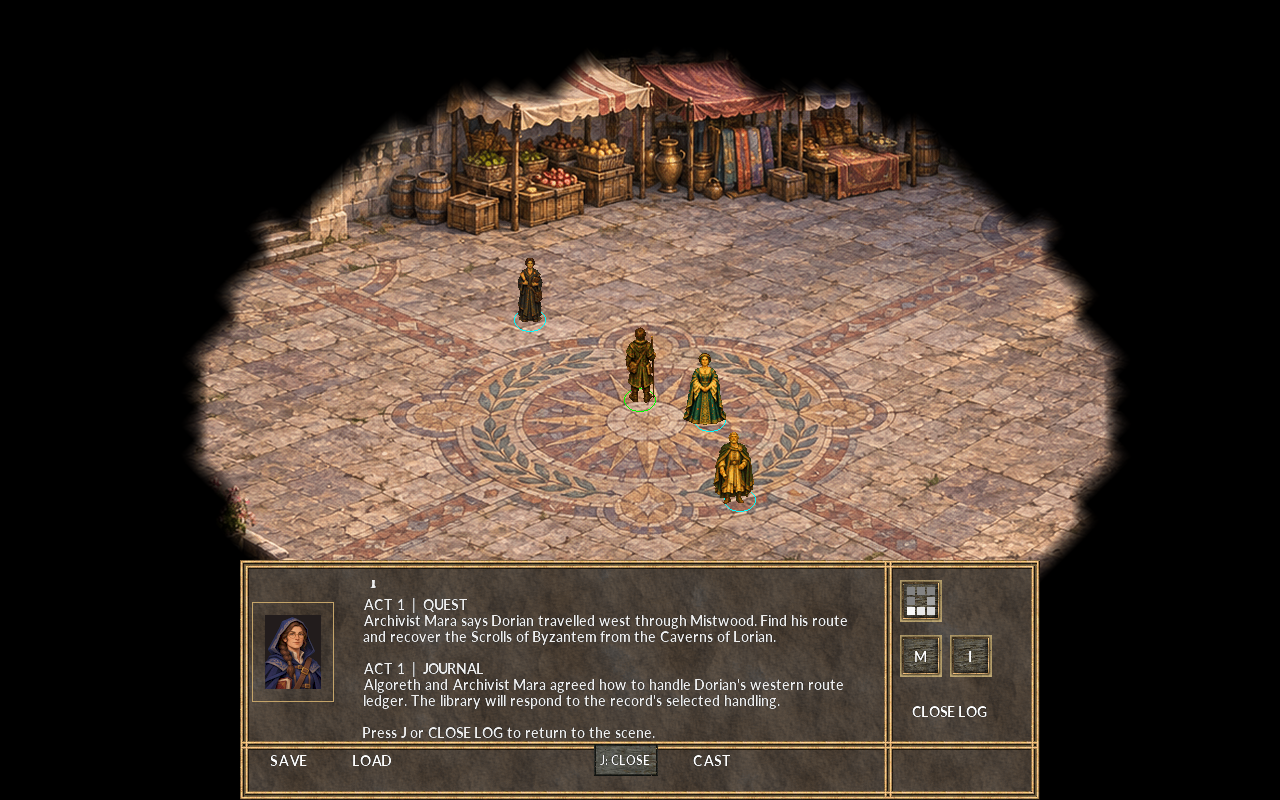 ACT 1 | QUEST
Archivist Mara says Dorian travelled west through Mistwood. Find his route
and recover the Scrolls of Byzantem from the Caverns of Lorian.
ACT 1 | JOURNAL
Algoreth and Archivist Mara agreed how to handle Dorian's western route
ledger. The library will respond to the record's selected handling.
Press J or CLOSE LOG to return to the scene.
M I
CLOSE LOG
SAVE LOAD J: CLOSE CAST